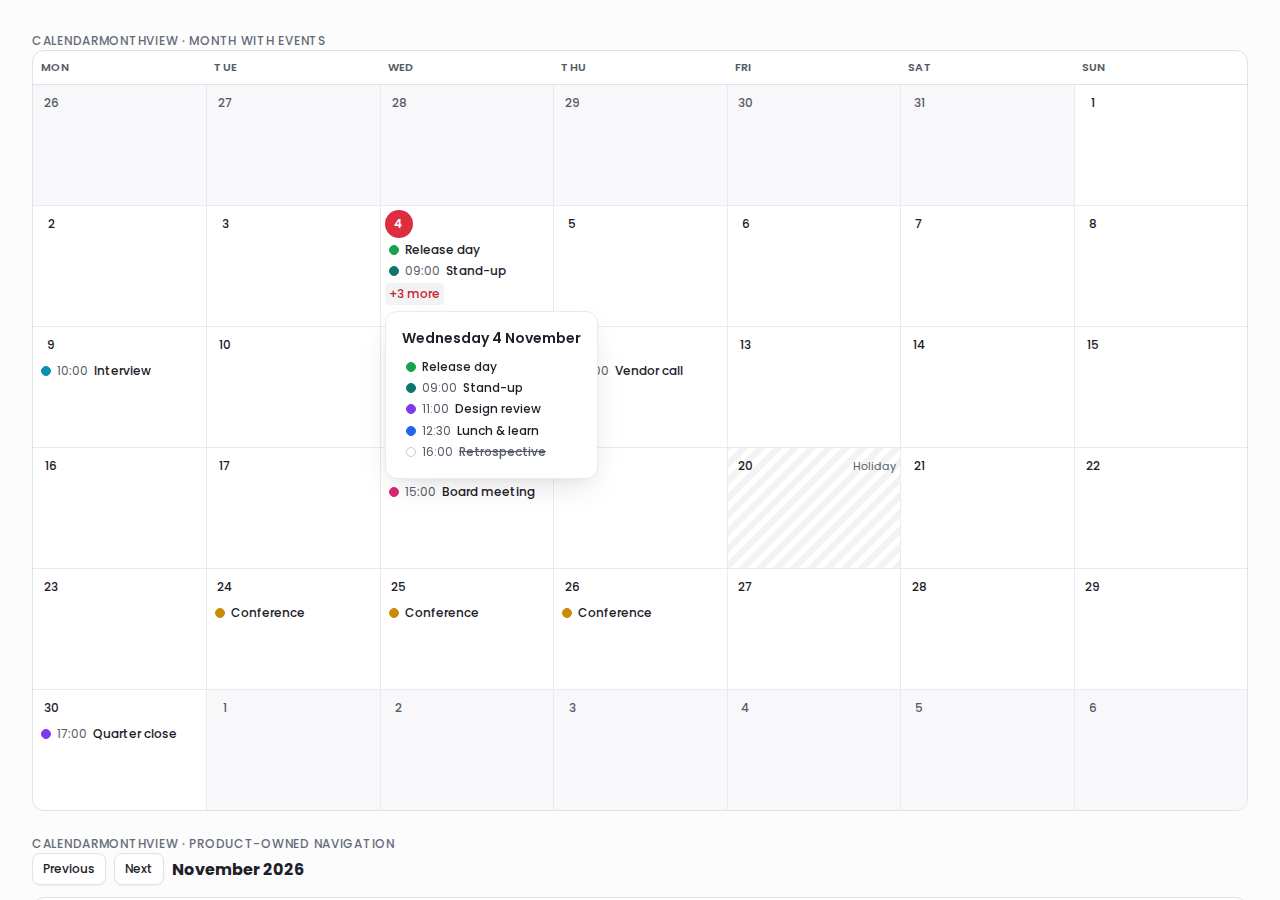 CALENDARMONTHVIEW · MONTH WITH EVENTS
MON TUE WED THU FRI SAT SUN
26 27 28 29 30 31 1
2 3 4 5 6 7 8
Release day
09:00 Stand-up
+3 more
Wednesday 4 November
Release day
09:00 Stand-up
11:00 Design review
12:30 Lunch & learn
16:00 Retrospective
9 10 13 14 15
10:00 Interview
Vendor call
16 17 20 Holiday 21 22
15:00 Board meeting
23 24 25 26 27 28 29
Conference Conference Conference
30 1 2 3 4 5 6
17:00 Quarter close
CALENDARMONTHVIEW · PRODUCT-OWNED NAVIGATION
Previous Next November 2026